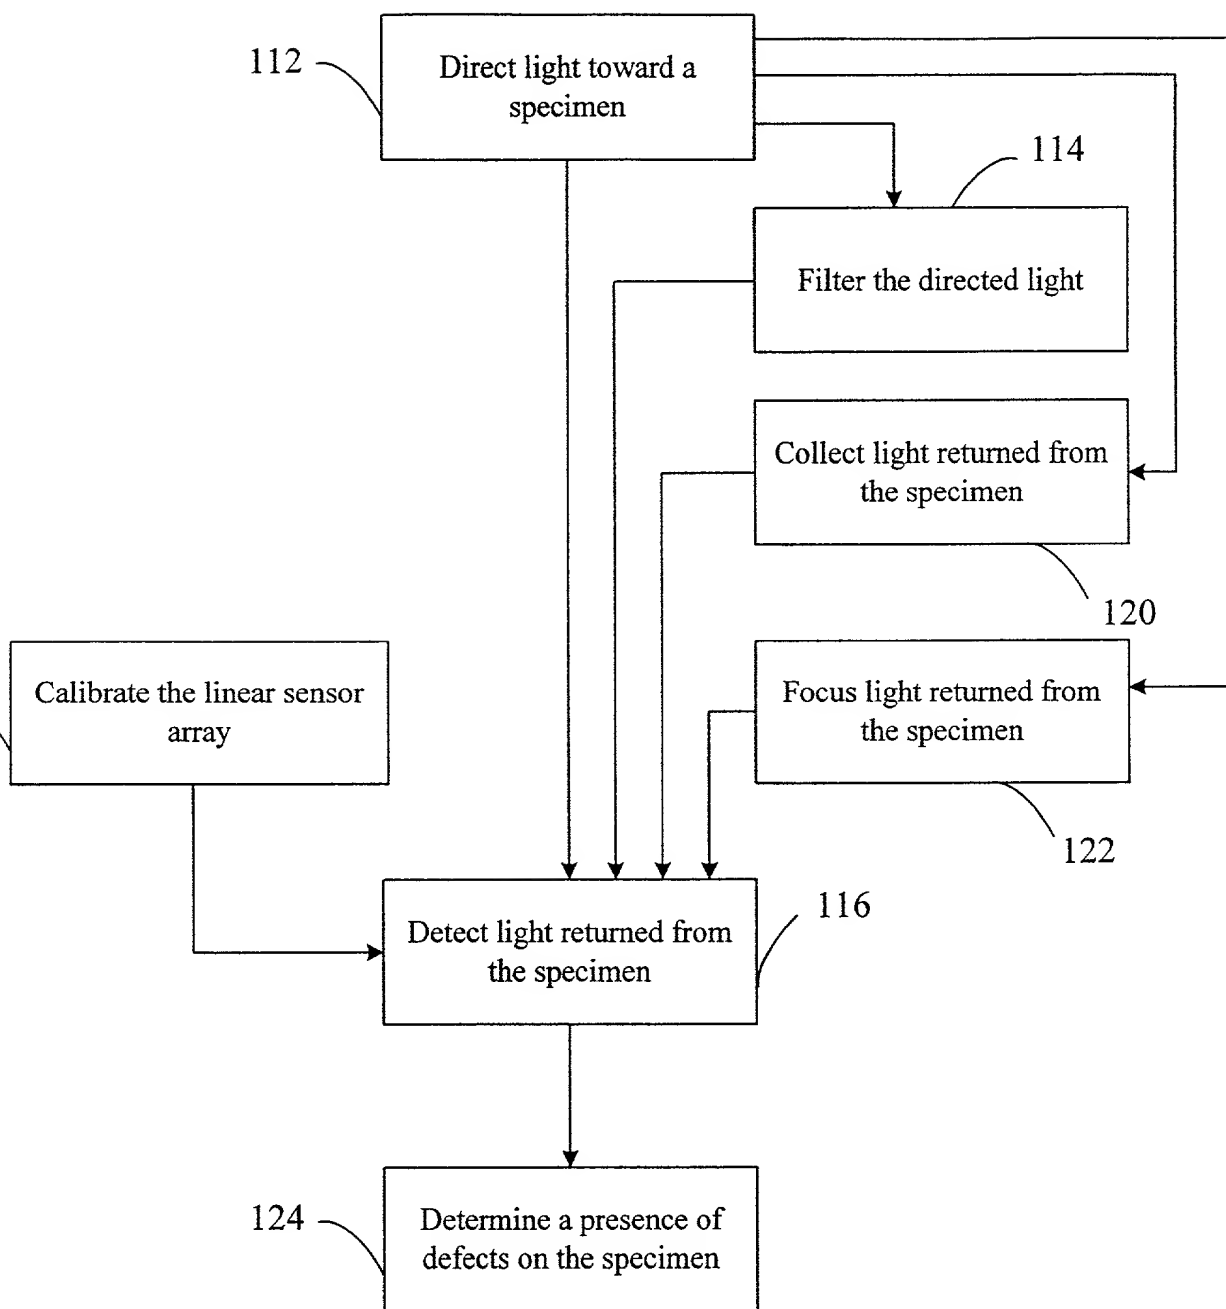 112
Direct light toward a
specimen
114
Filter the directed light
Collect light returned from
the specimen
120
Calibrate the linear sensor
array
Focus light returned from
the specimen
122
Detect light returned from
the specimen
116
124
Determine a presence of
defects on the specimen